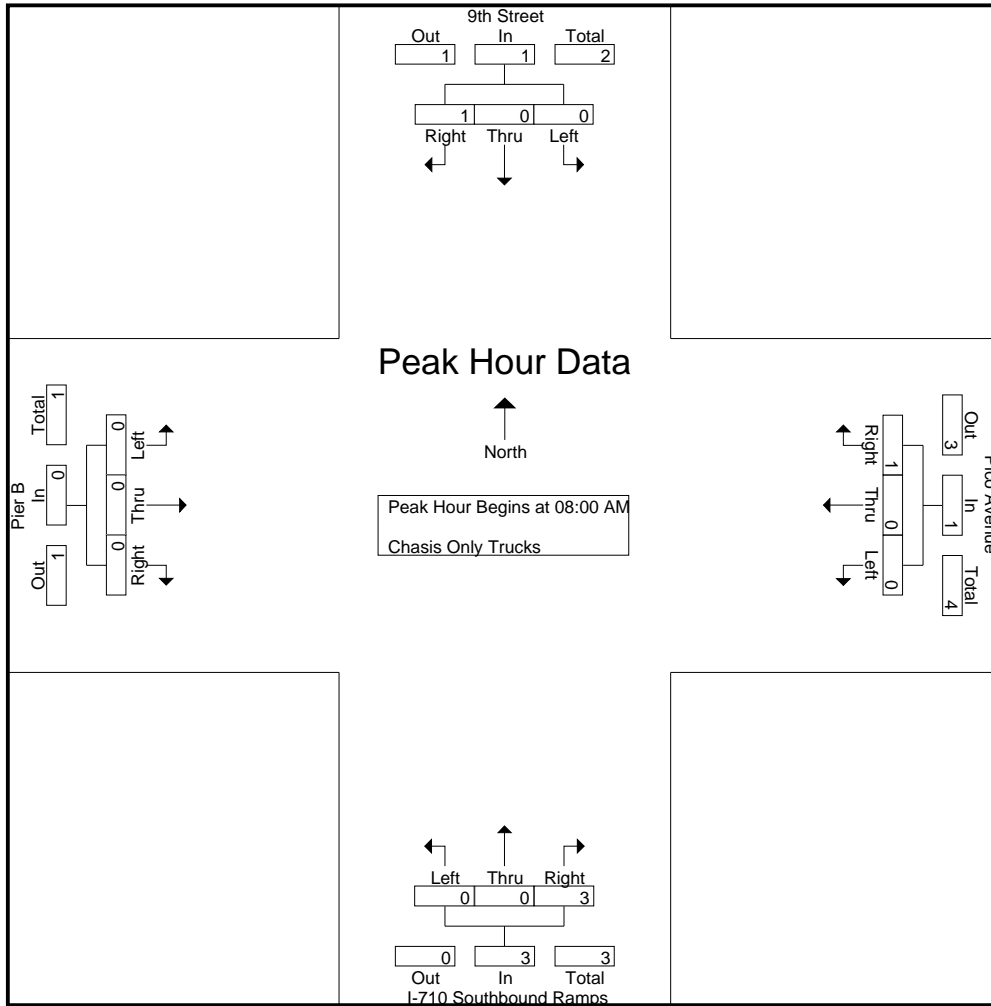 9th Street
Out In Total
1 1 2
1 0 0
Right Thru Left
Peak Hour Data
North
Peak Hour Begins at 08:00 AM
Chasis Only Trucks
Pier B
Total In Out
1 0 1
0 0 0
Left Thru Right
Right Thru Left
1 0 0
3 1 4
Out In Total
Avenue
Left Thru Right
0 0 3
0 3 3
Out In Total
I-710 Southbound Ramps